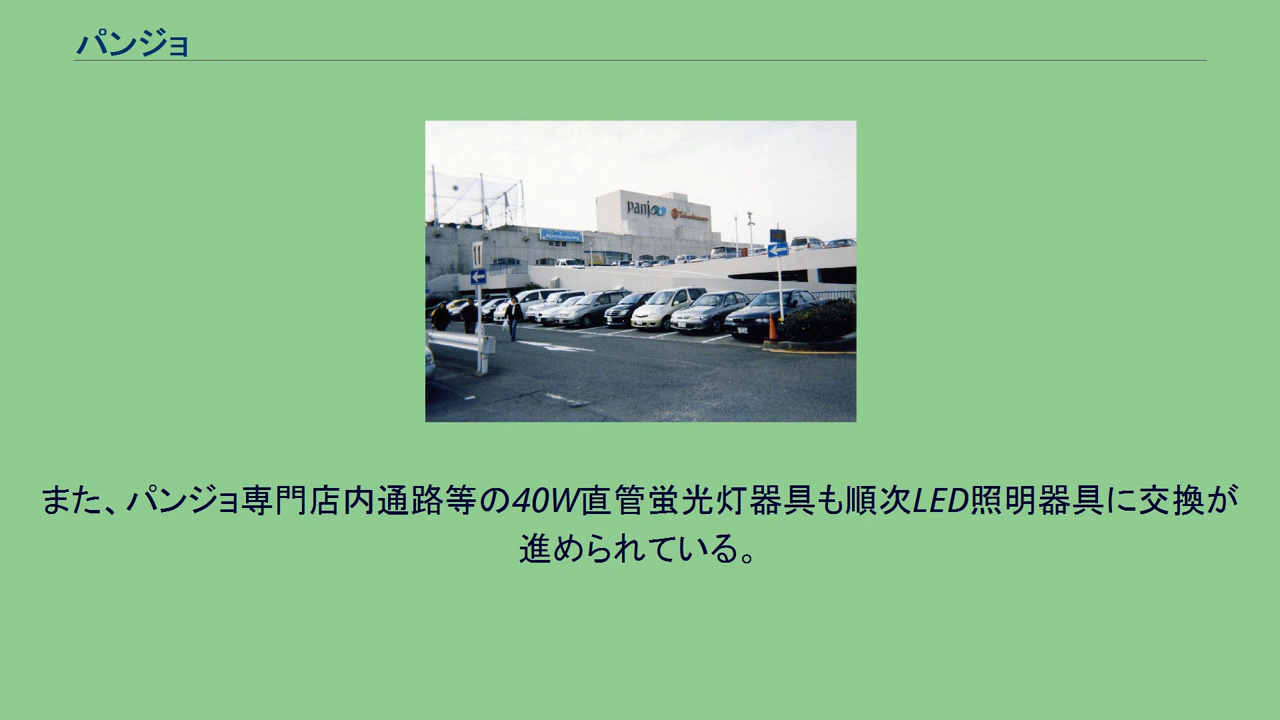 パンジョ
panjo
Takashimaya
また、パンジョ専門店内通路等の40W直管蛍光灯器具も順次LED照明器具に交換が
進められている。